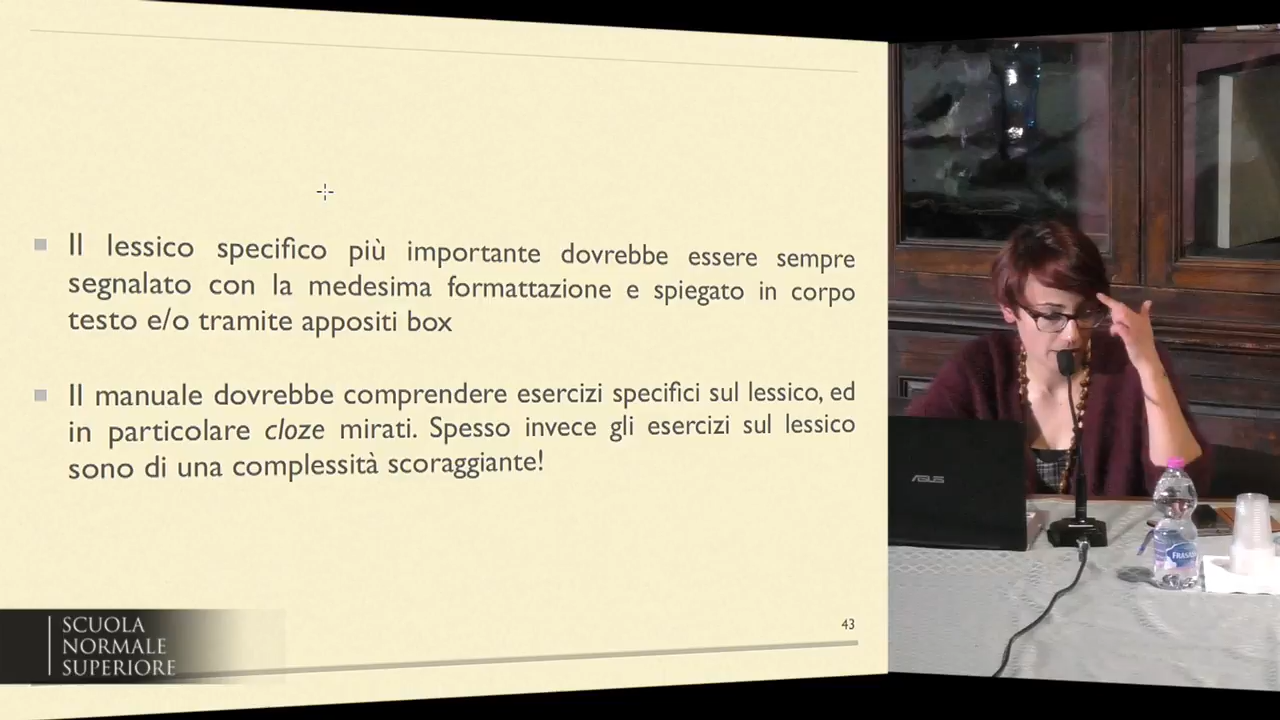 Il lessico specifico più importante dovrebbe essere sempre
segnalato con la medesima formattazione e spiegato in corpo
testo e/o tramite appositi box
Il manuale dovrebbe comprendere esercizi specifici sul lessico, ed
in particolare cloze mirati. Spesso invece gli esercizi sul lessico
sono di una complessità scoraggiante!
43
SCUOLA
NORMALE
SUPERIORE
ASUS